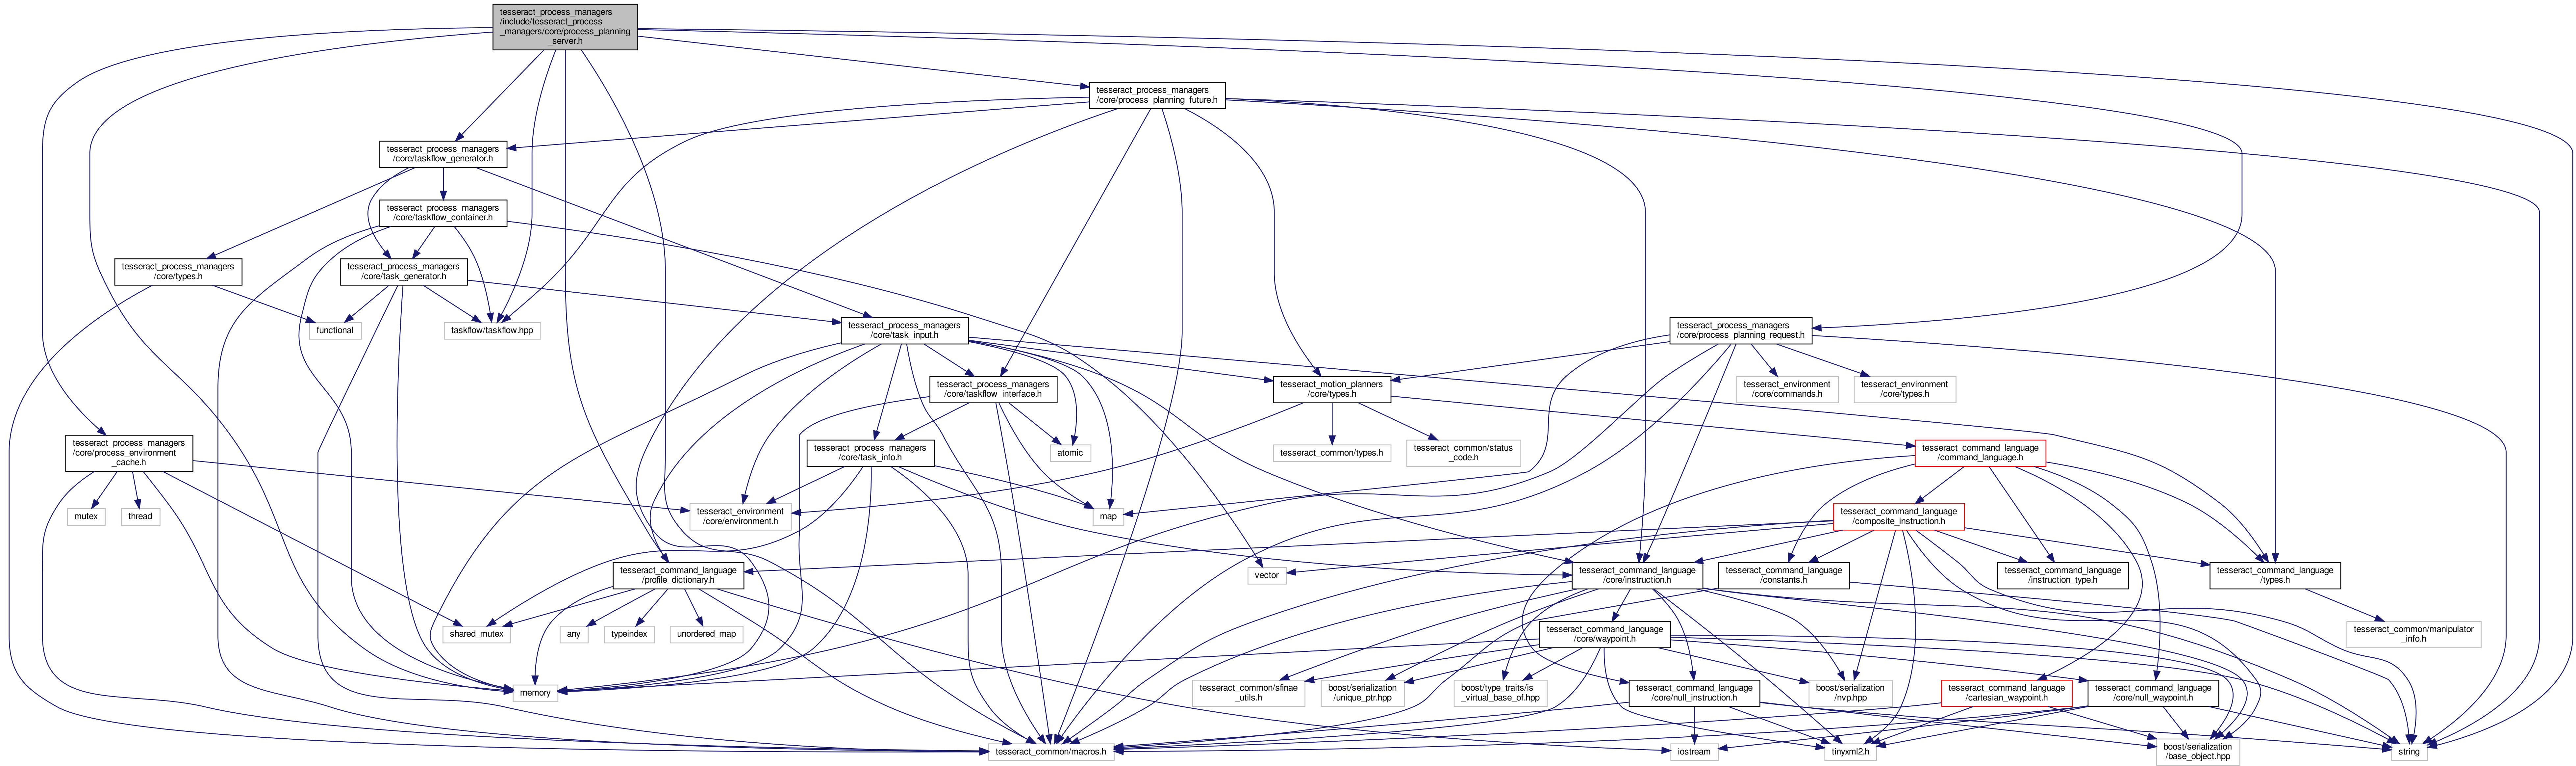 tesseract_process_managers
/include/tesseract_process
_managers/core/process_planning
_server.h
tesseract_process_managers
/core/process_planning_future.h
tesseract_process_managers
/core/taskflow_generator.h
tesseract_process_managers
/core/taskflow_container.h
tesseract_process_managers
/core/types.h
tesseract_process_managers
/core/task_generator.h
functional
taskflow/taskflow.hpp
tesseract_process_managers
/core/task_input.h
tesseract_process_managers
/core/process_planning_request.h
tesseract_process_managers
/core/taskflow_interface.h
tesseract_motion_planners
/core/types.h
tesseract_environment
/core/commands.h
tesseract_environment
/core/types.h
tesseract_process_managers
/core/process_environment
_cache.h
tesseract_process_managers
/core/task_info.h
atomic
tesseract_common/types.h
tesseract_common/status
_code.h
tesseract_command_language
/command_language.h
mutex
thread
tesseract_environment
/core/environment.h
map
tesseract_command_language
/composite_instruction.h
tesseract_command_language
/profile_dictionary.h
vector
tesseract_command_language
/core/instruction.h
tesseract_command_language
/constants.h
tesseract_command_language
/instruction_type.h
tesseract_command_language
/types.h
shared_mutex
any
typeindex
unordered_map
tesseract_command_language
/core/waypoint.h
tesseract_common/manipulator
_info.h
memory
tesseract_common/sfinae
_utils.h
boost/serialization
/unique_ptr.hpp
boost/type_traits/is
_virtual_base_of.hpp
tesseract_command_language
/core/null_instruction.h
boost/serialization
/nvp.hpp
tesseract_command_language
/cartesian_waypoint.h
tesseract_command_language
/core/null_waypoint.h
tesseract_common/macros.h
iostream
tinyxml2.h
boost/serialization
/base_object.hpp
string